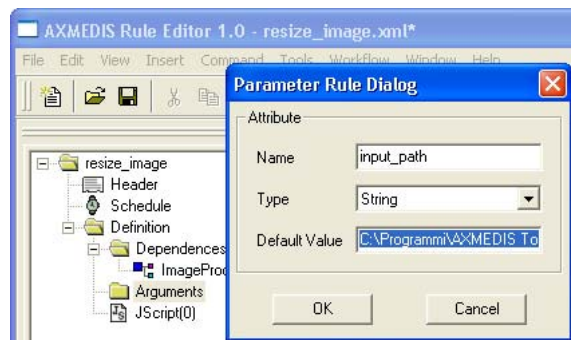 AXMEDIS Rule Editor 1.0 - resize_image.xml*
File Edit View Insert Command Tools Workflow Window Help
Parameter Rule Dialog
Attribute
Name input_path
Type String
Default Value C:\Programmi\AXMEDIS To
OK Cancel
resize_image
Header
Schedule
Definition
Dependences
ImageProc
Arguments
JScript(0)